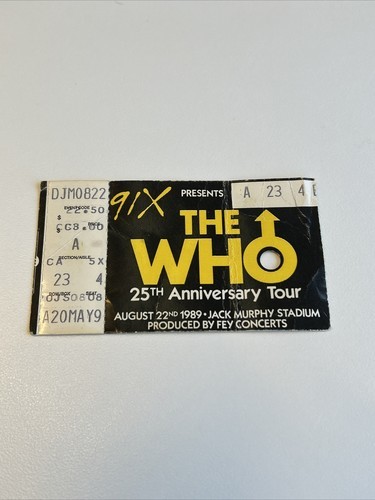 DJM0822
EVENT CODE
$ 22.50
$ CC3.00
A
SECTION/AISLE
CA 5X
23 4
ROW/BOX SEAT
OJS0808
A20MAY9
91X PRESENTS
THE
WHO
25TH Anniversary Tour
AUGUST 22ND 1989 • JACK MURPHY STADIUM
PRODUCED BY FEY CONCERTS
A 23 4